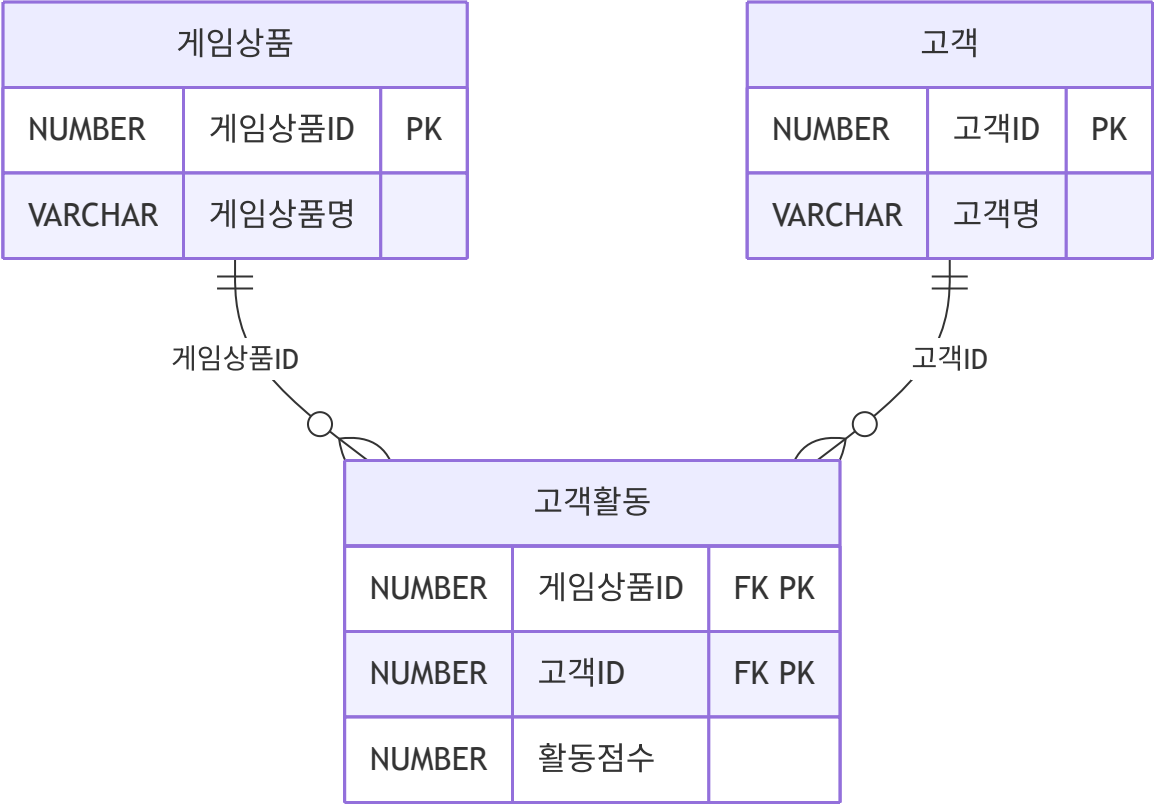 게임상품
NUMBER 게임상품ID PK
VARCHAR 게임상품명
고객
NUMBER 고객ID PK
VARCHAR 고객명
게임상품ID
고객ID
고객활동
NUMBER 게임상품ID FK PK
NUMBER 고객ID FK PK
NUMBER 활동점수